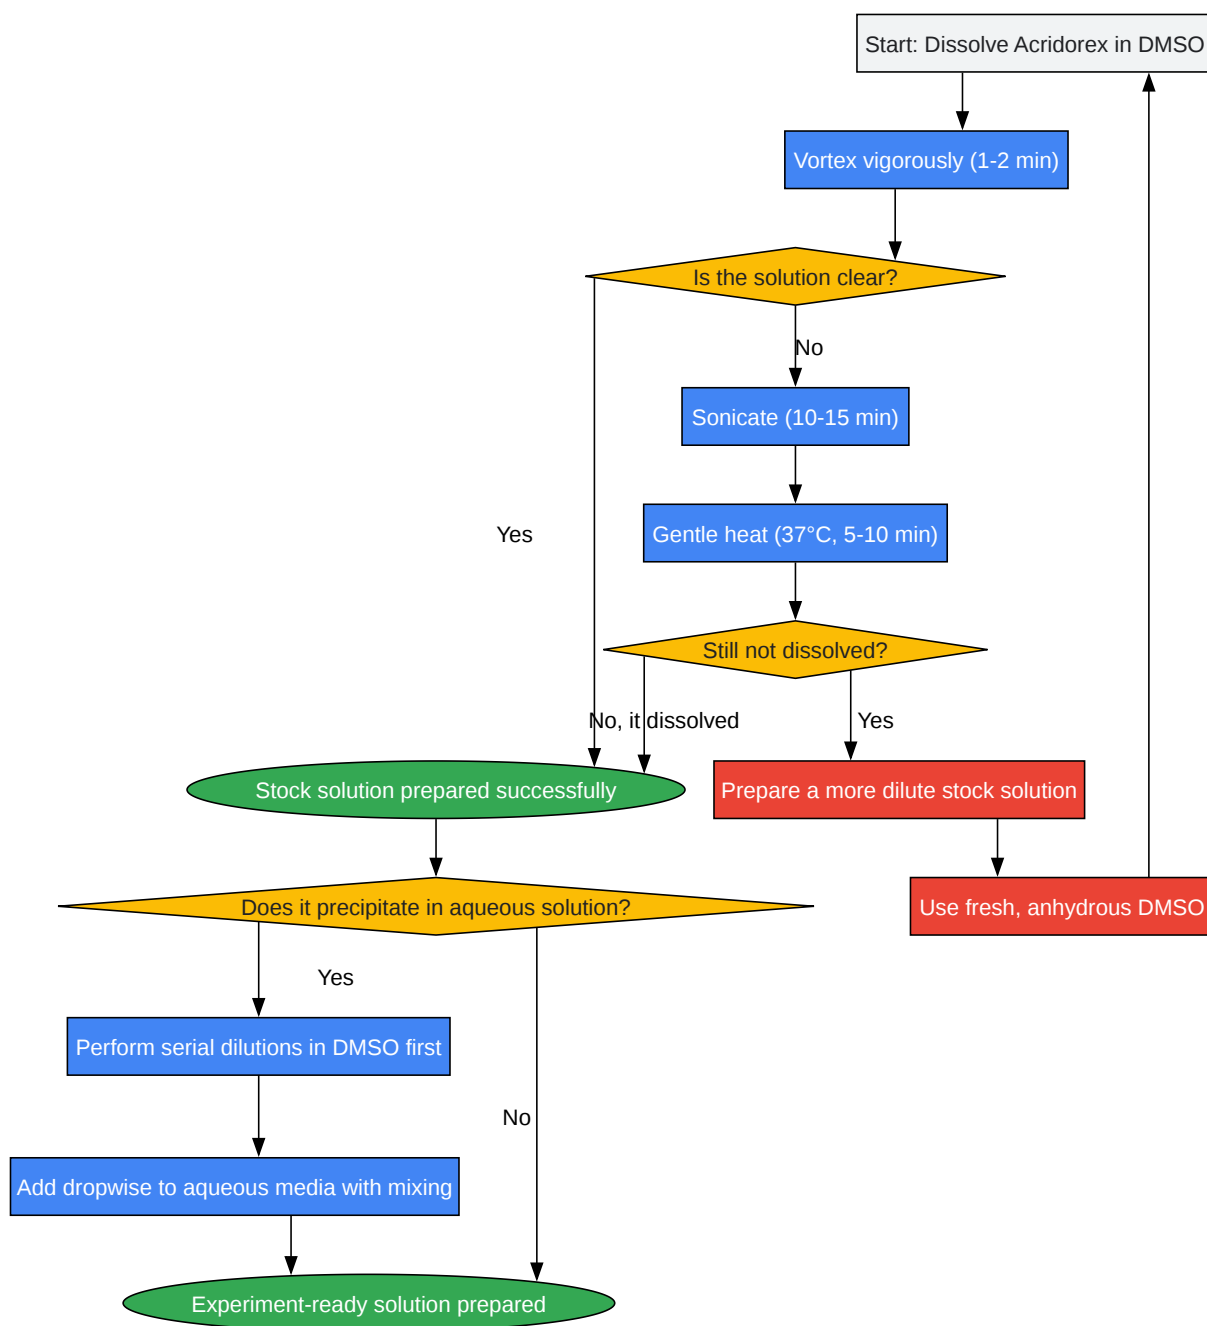 Start: Dissolve Acridorex in DMSO
Vortex vigorously (1-2 min)
Is the solution clear?
No
Sonicate (10-15 min)
Yes
Gentle heat (37°C, 5-10 min)
Still not dissolved?
No, it dissolved
Yes
Stock solution prepared successfully
Prepare a more dilute stock solution
Does it precipitate in aqueous solution?
Use fresh, anhydrous DMSO
Yes
Perform serial dilutions in DMSO first
No
Add dropwise to aqueous media with mixing
Experiment-ready solution prepared